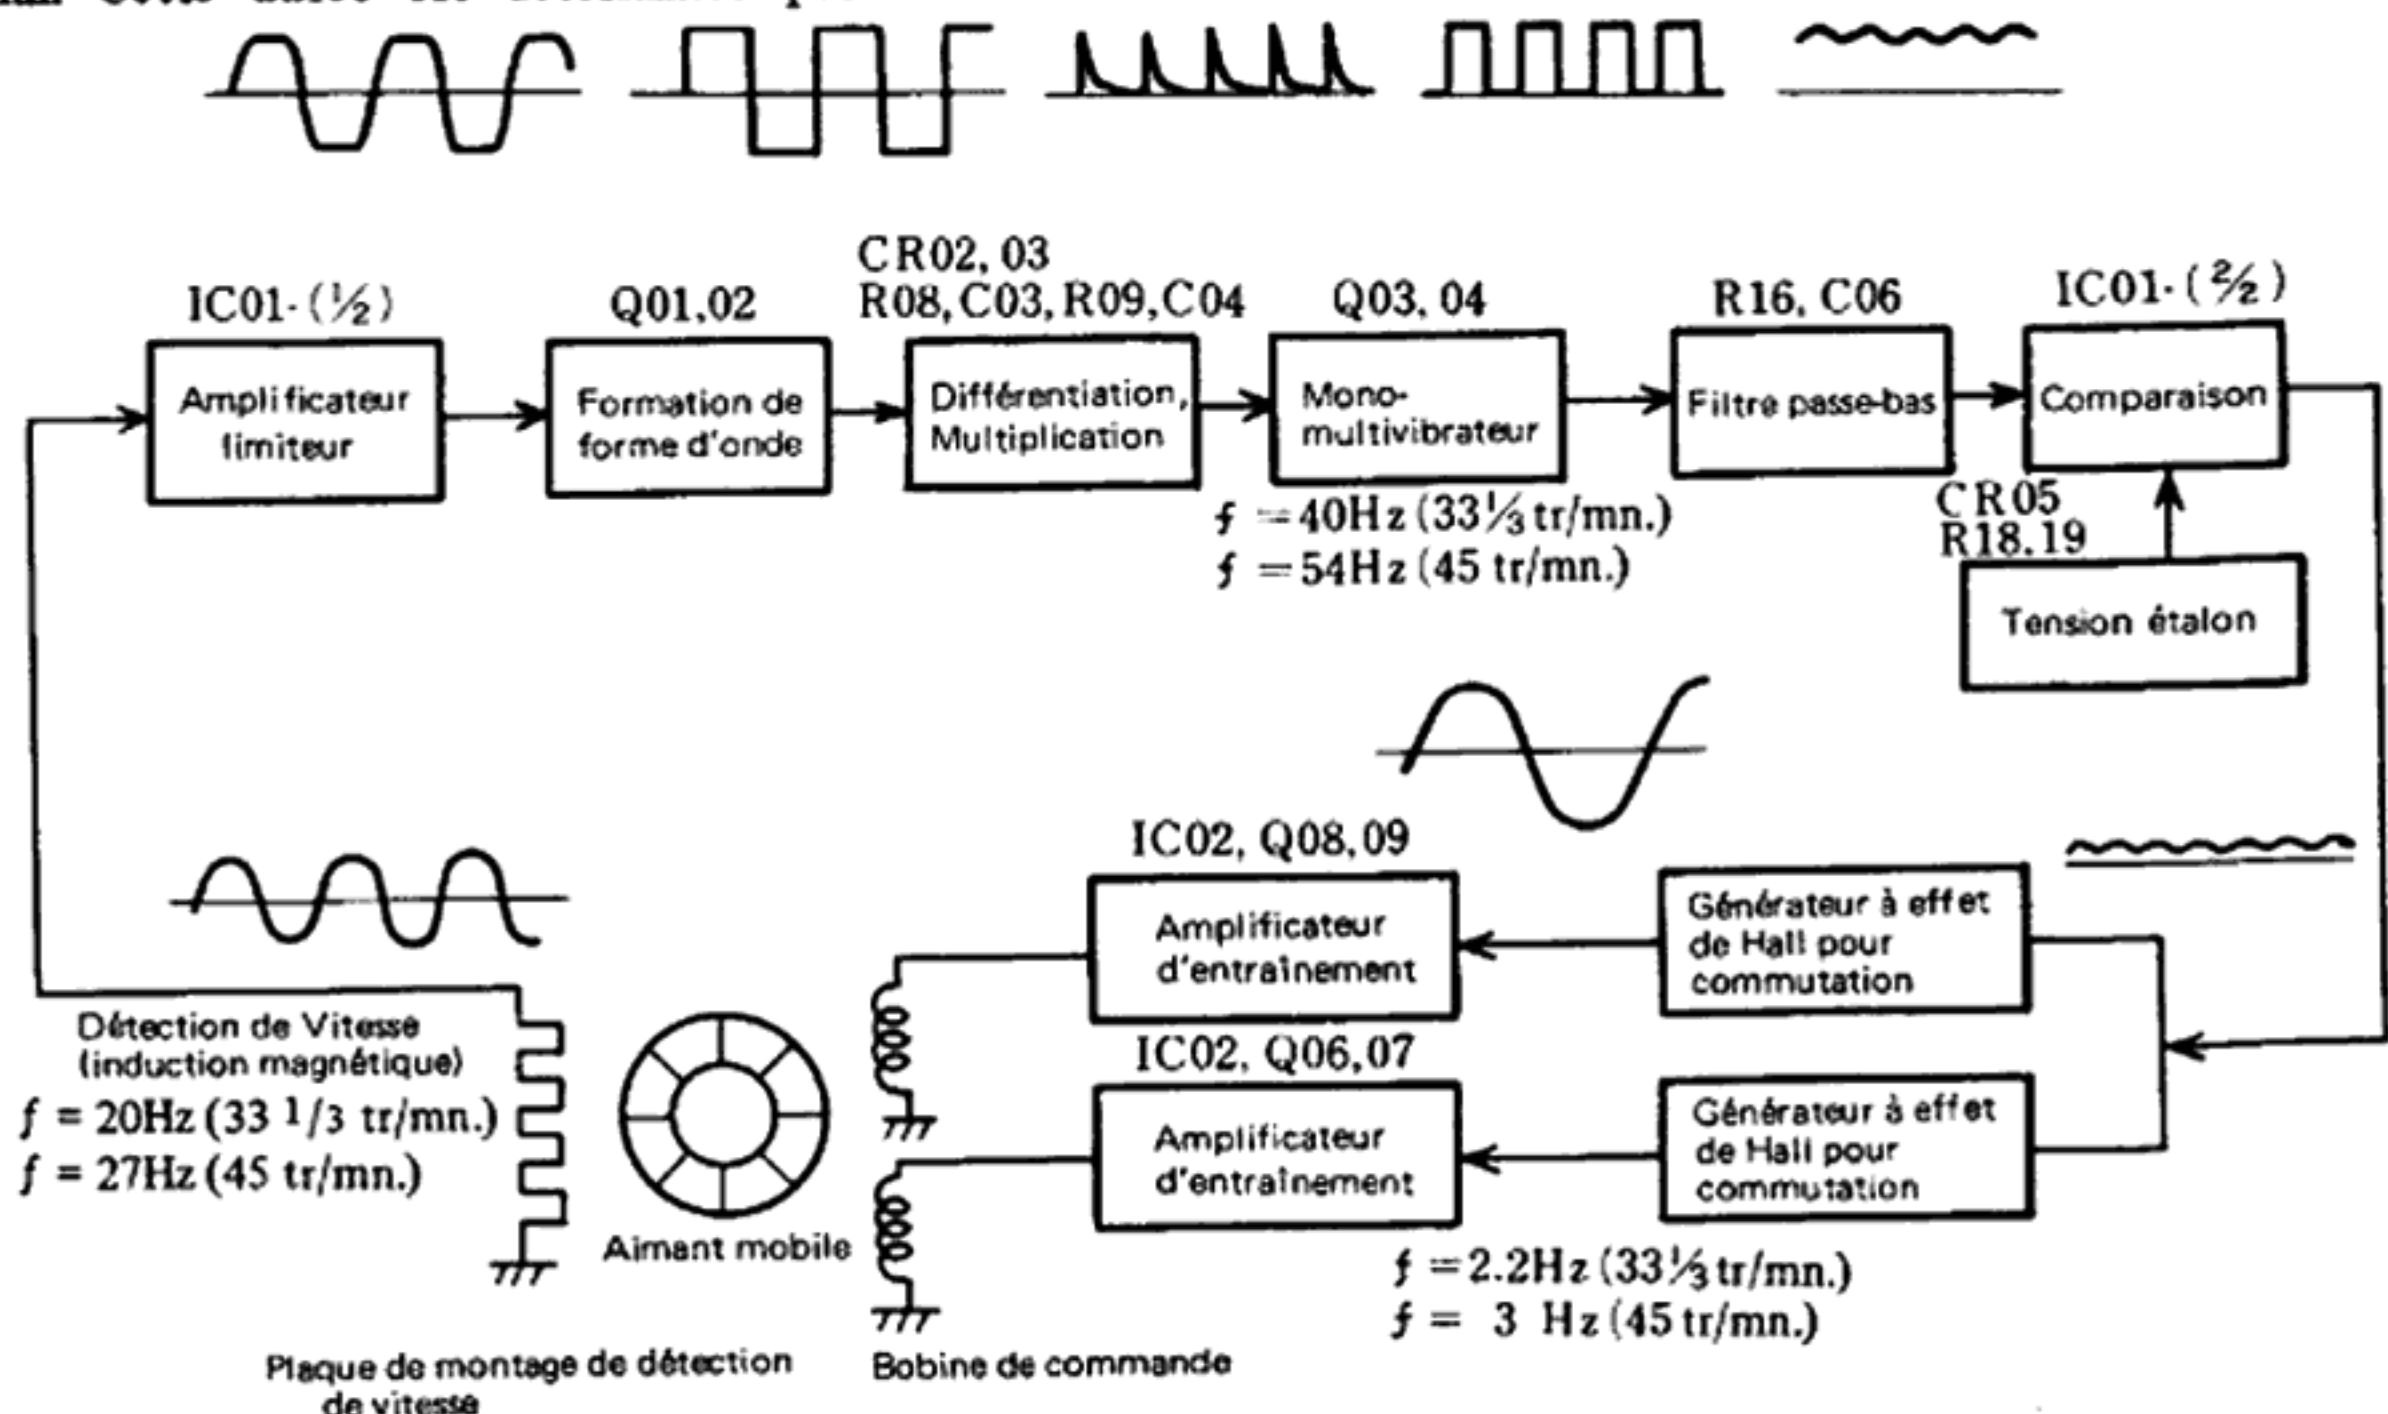 IC01-(½)
Q01,02
CR02, 03
R08, C03, R09, C04
Q03, 04
R16, C06
IC01-(2/2)
Amplificateur
limiteur
Formation de
forme d'onde
Différentiation,
Multiplication
Mono-
multivibrateur
Filtre passe-bas
Comparaison
f = 40Hz (33⅓ tr/mn.)
f = 54Hz (45 tr/mn.)
CR05
R18.19
Tension étalon
IC02, Q08,09
Amplificateur
d'entraînement
Générateur à effet
de Hall pour
commutation
Détection de Vitesse
(induction magnétique)
f = 20Hz (33 1/3 tr/mn.)
f = 27Hz (45 tr/mn.)
Aimant mobile
IC02, Q06,07
Amplificateur
d'entraînement
Générateur à effet
de Hall pour
commutation
f = 2.2Hz (33⅓ tr/mn.)
f = 3 Hz (45 tr/mn.)
Plaque de montage de détection
de vitesse
Bobine de commande